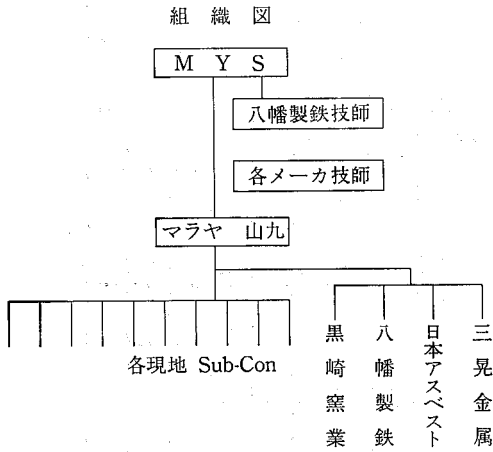 組織図
M Y S
八幡製鉄技師
各メーカ技師
マラヤ 山九
各現地 Sub-Con
黒崎窯業
八幡製鉄
日本アスベスト
三晃金属